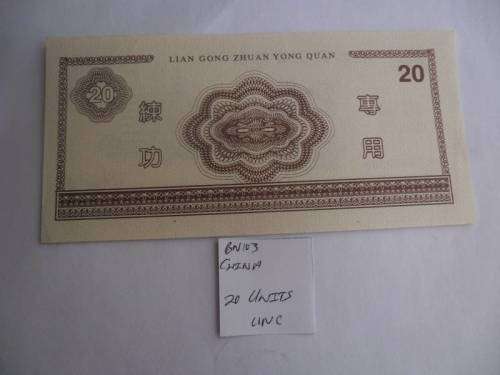 LIAN GONG ZHUAN YONG QUAN
20
20
練 專
功 用
BN103
CHINA
20 UNITS
UNC